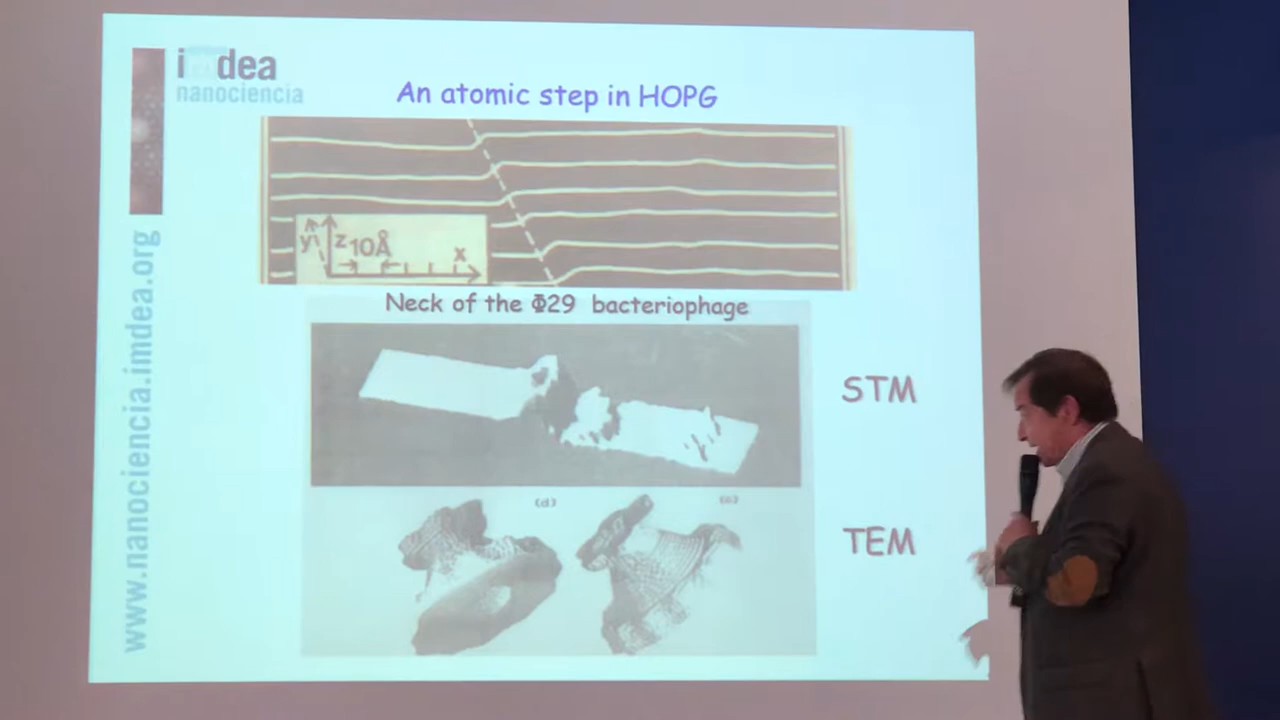 imdea
nanociencia
www.nanociencia.imdea.org
An atomic step in HOPG
y
z
10Å
x
Neck of the Φ29 bacteriophage
STM
(d)
TEM